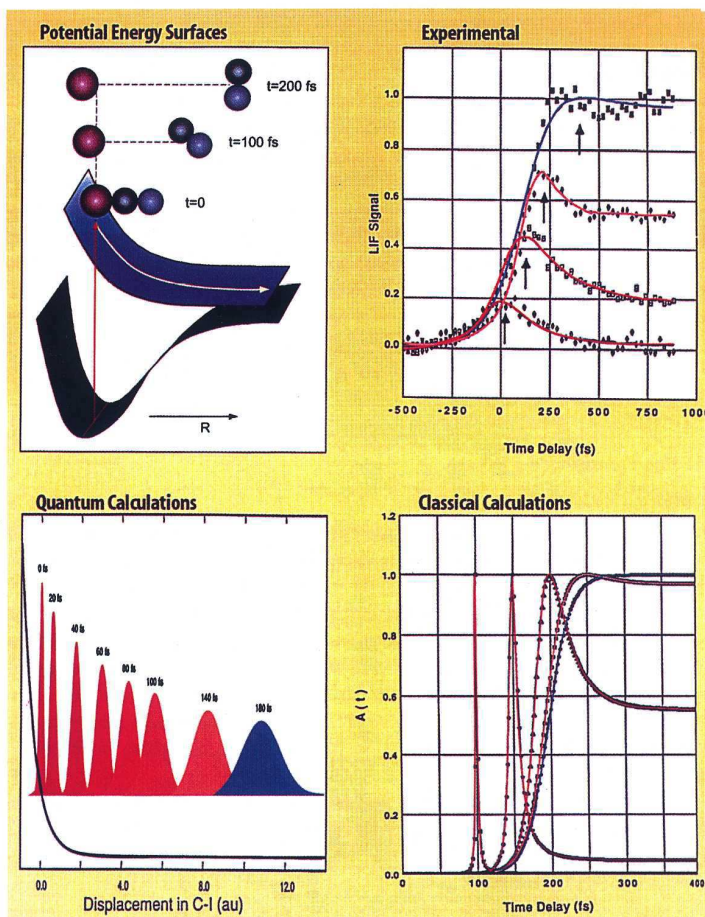 Potential Energy Surfaces
t=200 fs
t=100 fs
t=0
R
Experimental
LIF Signal
1.0
0.8
0.6
0.4
0.2
0.0
-500 -250 0 250 500 750 1000
Time Delay (fs)
Quantum Calculations
0 fs
20 fs
40 fs
60 fs
80 fs
100 fs
140 fs
180 fs
0.0 4.0 8.0 12.0
Displacement in C-I (au)
Classical Calculations
A(t)
1.2
1.0
0.8
0.6
0.4
0.2
0.0
0 100 200 300 400
Time Delay (fs)